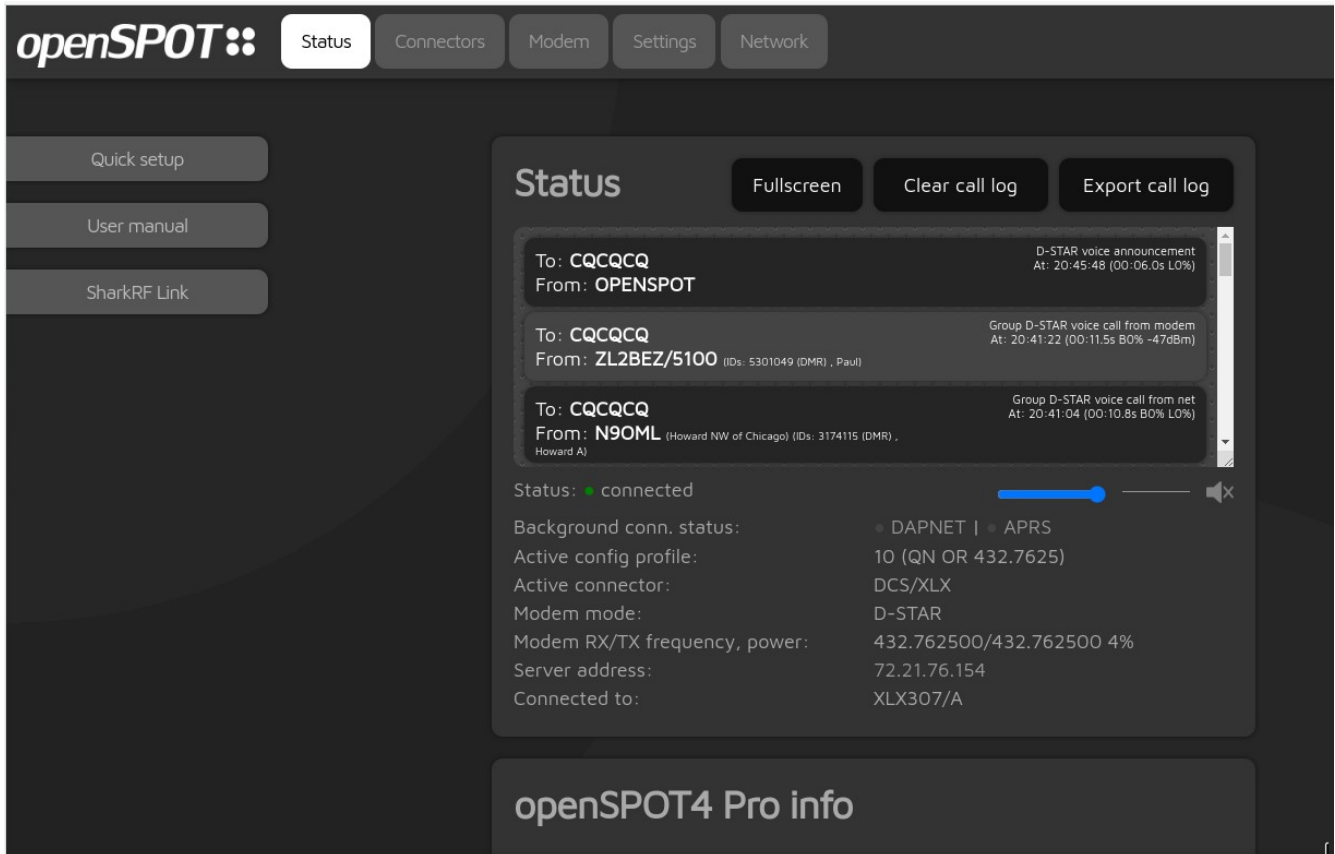 openSPOT
Status
Connectors
Modem
Settings
Network
Quick setup
User manual
SharkRF Link
Status
Fullscreen
Clear call log
Export call log
To: CQCQCQ
From: OPENSPOT
D-STAR voice announcement
At: 20:45:48 (00:06.0s L0%)
To: CQCQCQ
From: ZL2BEZ/5100 (IDs: 5301049 (DMR) , Paul)
Group D-STAR voice call from modem
At: 20:41:22 (00:11.5s B0% -47dBm)
To: CQCQCQ
From: N9OML (Howard NW of Chicago) (IDs: 3174115 (DMR) ,
Howard A)
Group D-STAR voice call from net
At: 20:41:04 (00:10.8s B0% L0%)
Status: connected
Background conn. status: DAPNET | APRS
Active config profile: 10 (QN OR 432.7625)
Active connector: DCS/XLX
Modem mode: D-STAR
Modem RX/TX frequency, power: 432.762500/432.762500 4%
Server address: 72.21.76.154
Connected to: XLX307/A
openSPOT4 Pro info